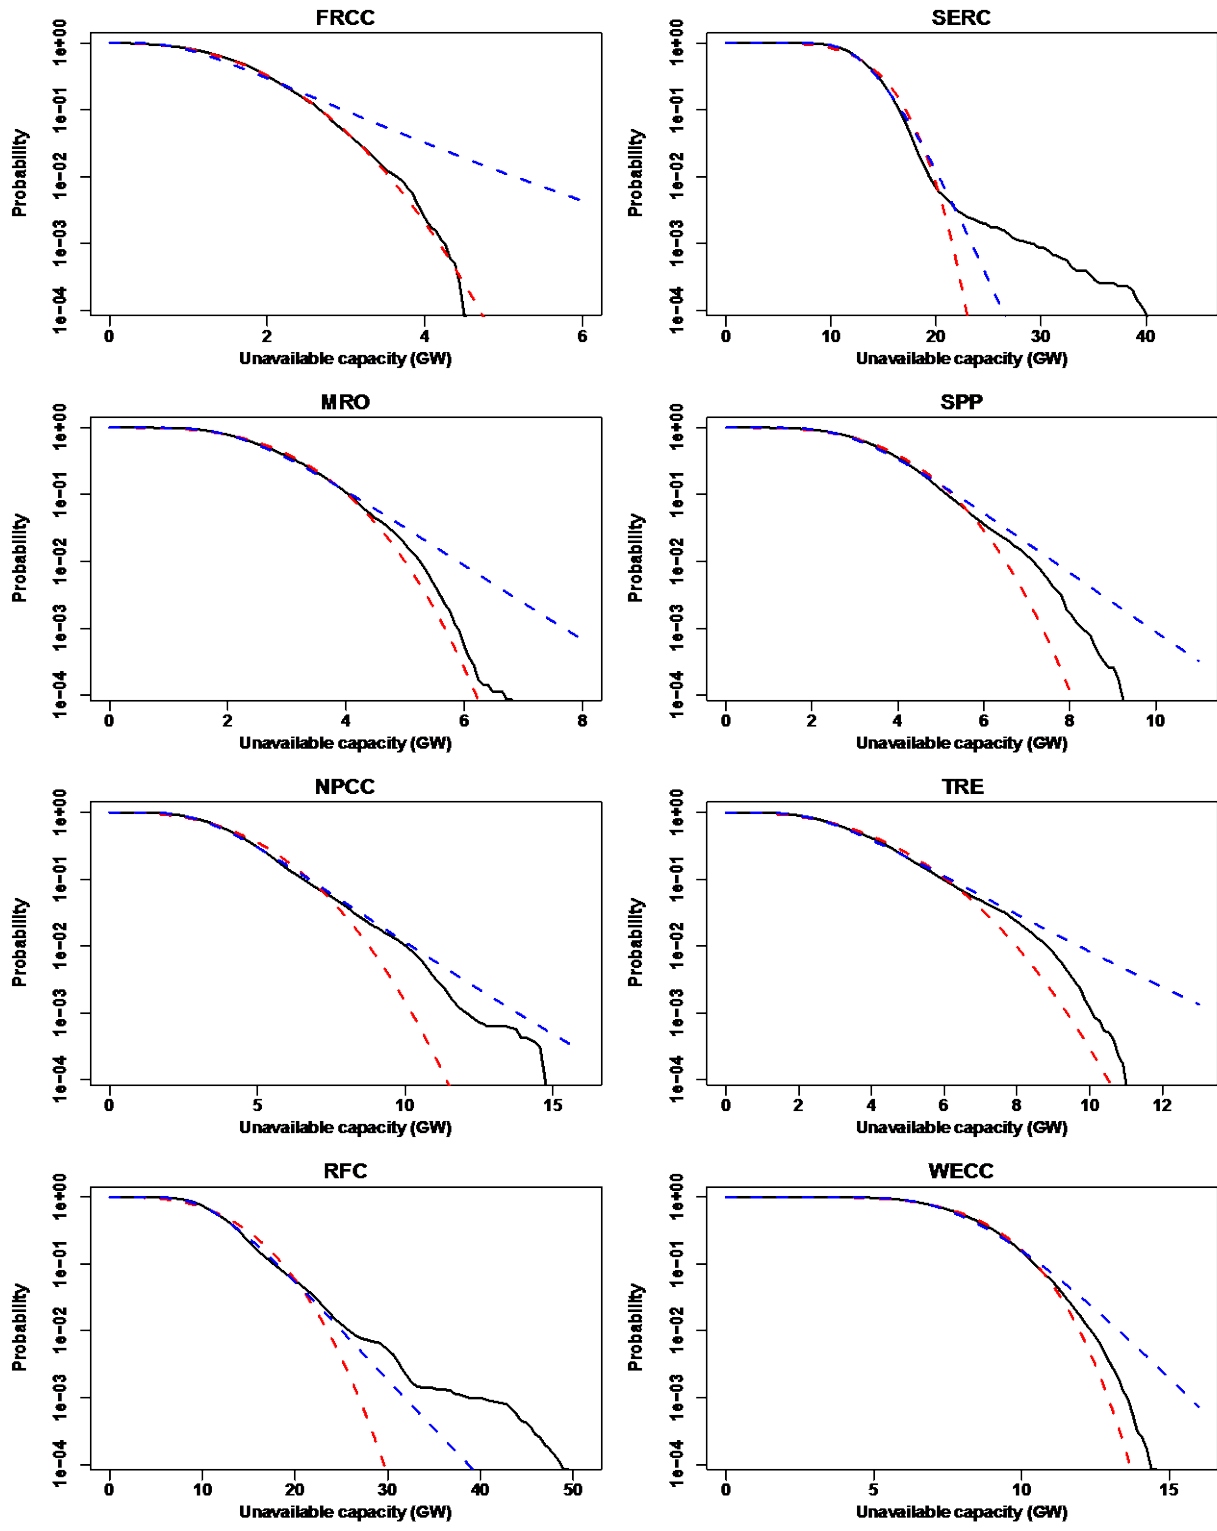 FRCC
Probability
1e-04 1e-03 1e-02 1e-01 1e+00
0 2 4 6
Unavailable capacity (GW)
SERC
Probability
1e-04 1e-03 1e-02 1e-01 1e+00
0 10 20 30 40
Unavailable capacity (GW)
MRO
Probability
1e-04 1e-03 1e-02 1e-01 1e+00
0 2 4 6 8
Unavailable capacity (GW)
SPP
Probability
1e-04 1e-03 1e-02 1e-01 1e+00
0 2 4 6 8 10
Unavailable capacity (GW)
NPCC
Probability
1e-04 1e-03 1e-02 1e-01 1e+00
0 5 10 15
Unavailable capacity (GW)
TRE
Probability
1e-04 1e-03 1e-02 1e-01 1e+00
0 2 4 6 8 10 12
Unavailable capacity (GW)
RFC
Probability
1e-04 1e-03 1e-02 1e-01 1e+00
0 10 20 30 40 50
Unavailable capacity (GW)
WECC
Probability
1e-04 1e-03 1e-02 1e-01 1e+00
0 5 10 15
Unavailable capacity (GW)